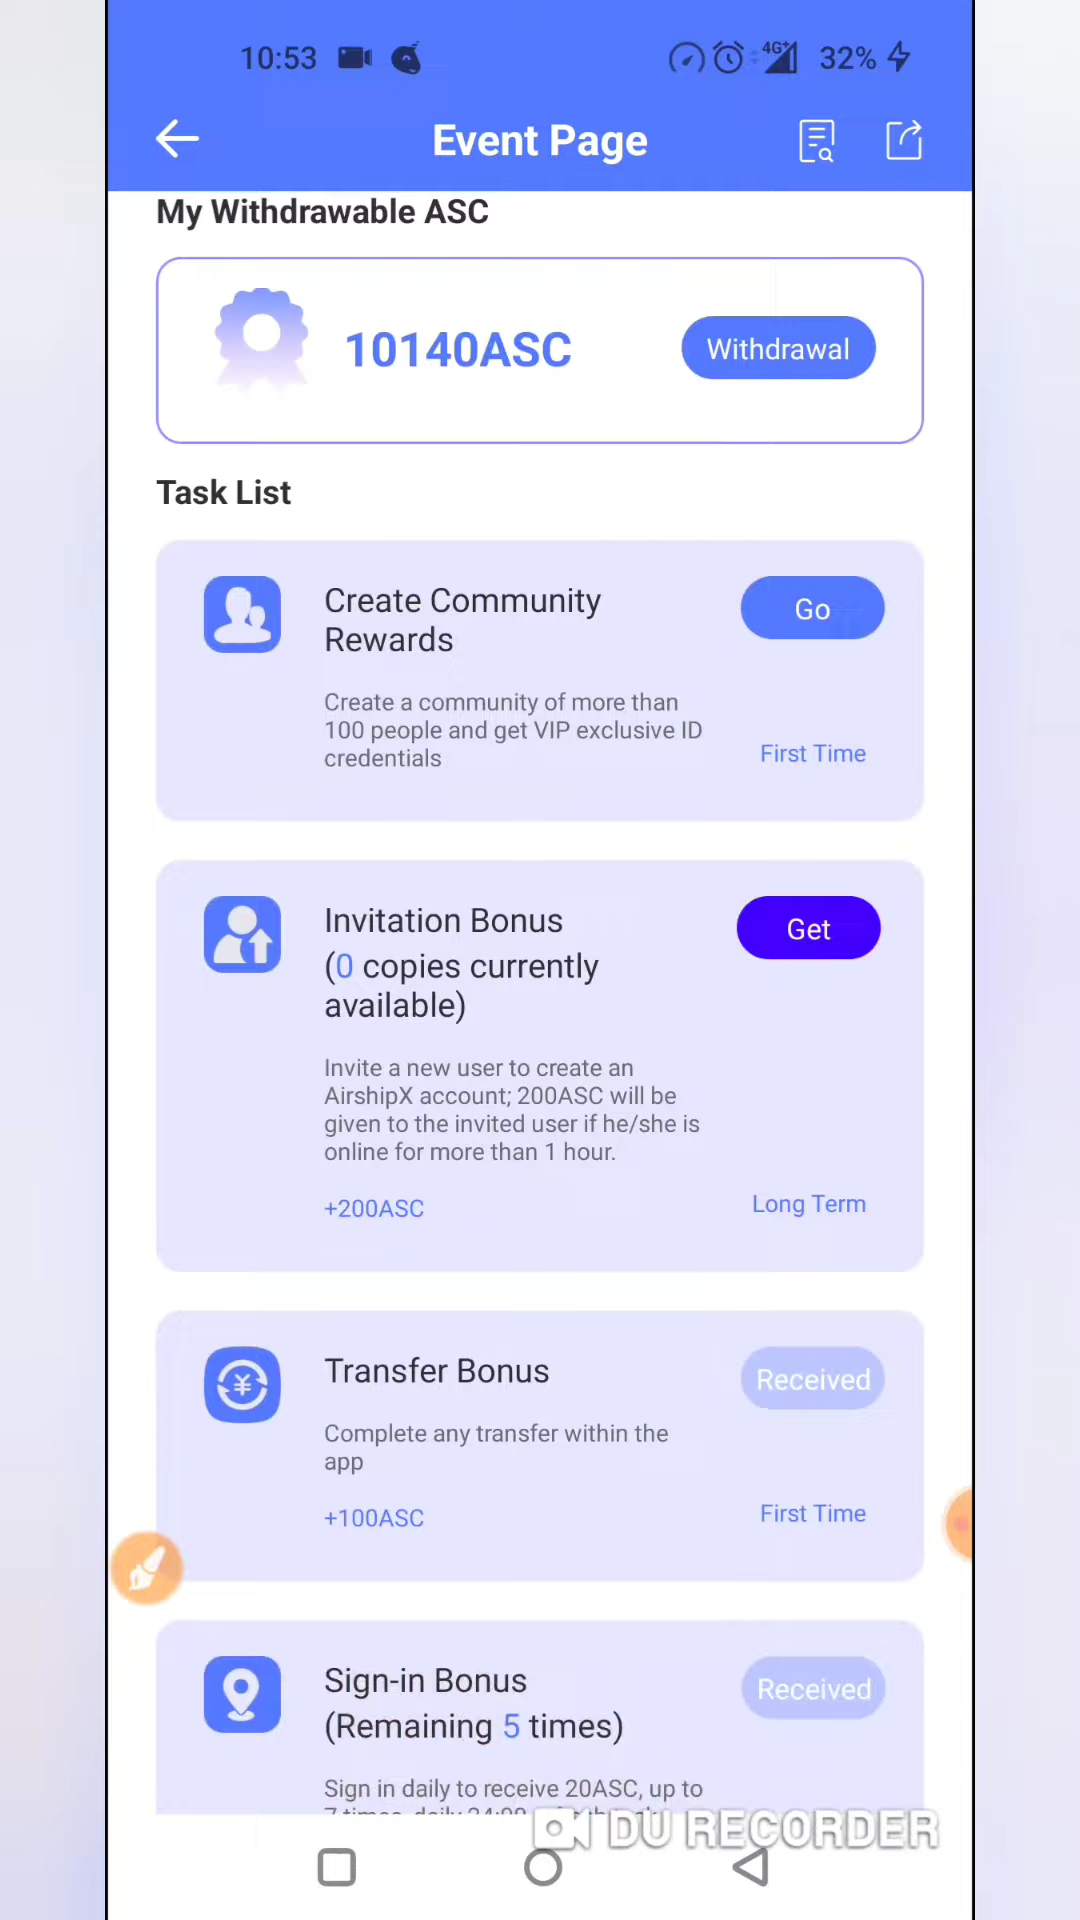 10:53 4G+ 32%
Event Page
My Withdrawable ASC
10140ASC Withdrawal
Task List
Create Community Go
Rewards
Create a community of more than
100 people and get VIP exclusive ID
credentials
First Time
Invitation Bonus Get
(0 copies currently
available)
Invite a new user to create an
AirshipX account; 200ASC will be
given to the invited user if he/she is
online for more than 1 hour.
+200ASC Long Term
Transfer Bonus Received
Complete any transfer within the
app
+100ASC First Time
Sign-in Bonus Received
(Remaining 5 times)
Sign in daily to receive 20ASC, up to
7 times, daily
DU RECORDER